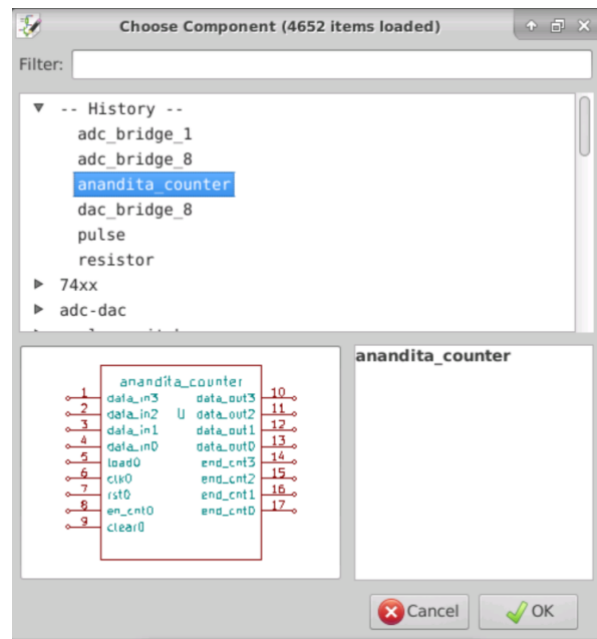 Choose Component (4652 items loaded)
Filter:
-- History --
adc_bridge_1
adc_bridge_8
anandita_counter
dac_bridge_8
pulse
resistor
74xx
adc-dac
anandita_counter
U
1 data_in3 data_out3 10
2 data_in2 data_out2 11
3 data_in1 data_out1 12
4 data_in0 data_out0 13
5 load0 end_cnt3 14
6 clk0 end_cnt2 15
7 rst0 end_cnt1 16
8 en_cnt0 end_cnt0 17
9 clear0
anandita_counter
Cancel OK